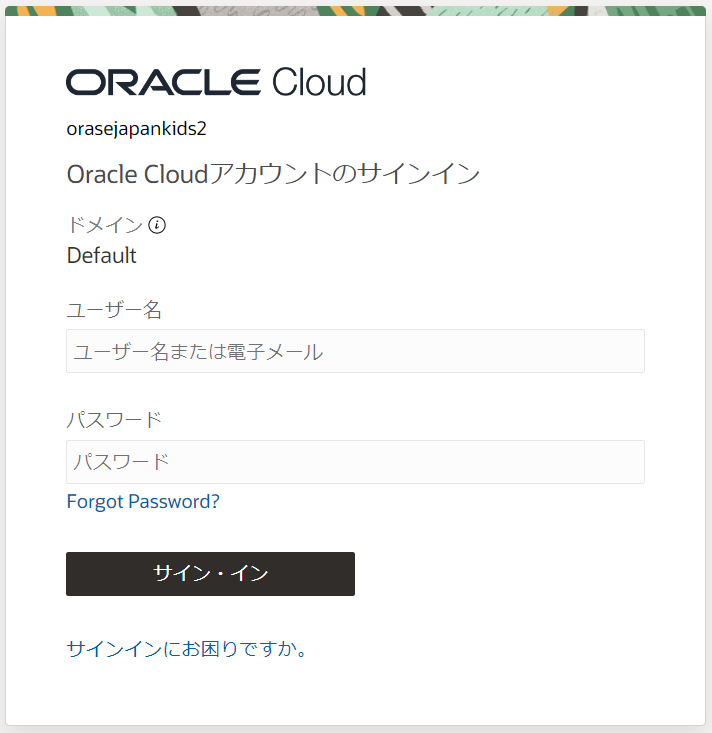 ORACLE Cloud
orasejapankids2
Oracle Cloudアカウントのサインイン
ドメイン
Default
ユーザー名
ユーザー名または電子メール
パスワード
パスワード
Forgot Password?
サイン・イン
サインインにお困りですか。